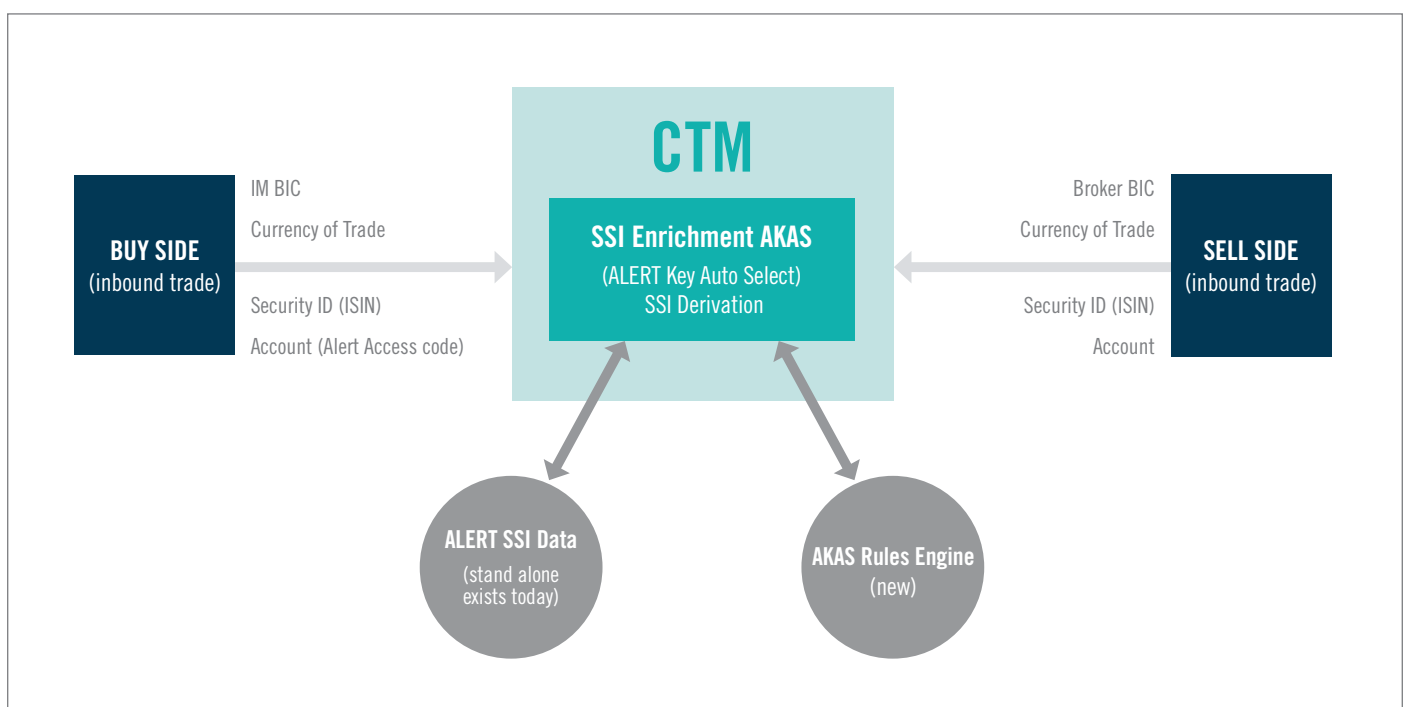 CTM
BUY SIDE
(inbound trade)
IM BIC
Currency of Trade
Security ID (ISIN)
Account (Alert Access code)
SSI Enrichment AKAS
(ALERT Key Auto Select)
SSI Derivation
Broker BIC
Currency of Trade
Security ID (ISIN)
Account
SELL SIDE
(inbound trade)
ALERT SSI Data
(stand alone
exists today)
AKAS Rules Engine
(new)